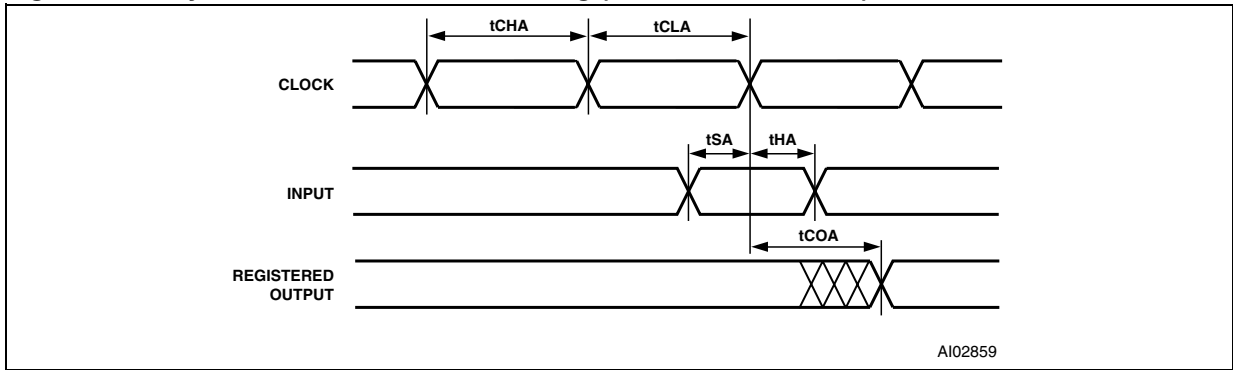 tCHA tCLA
CLOCK
tSA tHA
INPUT
tCOA
REGISTERED
OUTPUT
AI02859